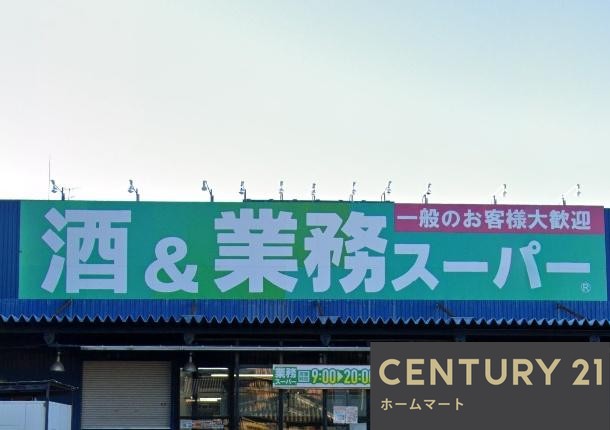 一般のお客様大歓迎
酒&業務スーパー®
業務スーパー 9:00▶20:00
CENTURY 21
ホームマート